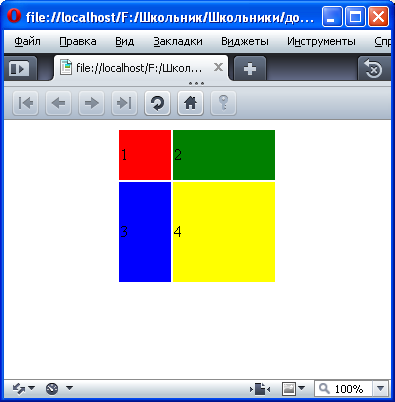 file://localhost/F:/Школьник/Школьники/до...
Файл Правка Вид Закладки Виджеты Инструменты Спр
file://localhost/F:/Школ...
1 2
3 4
100%